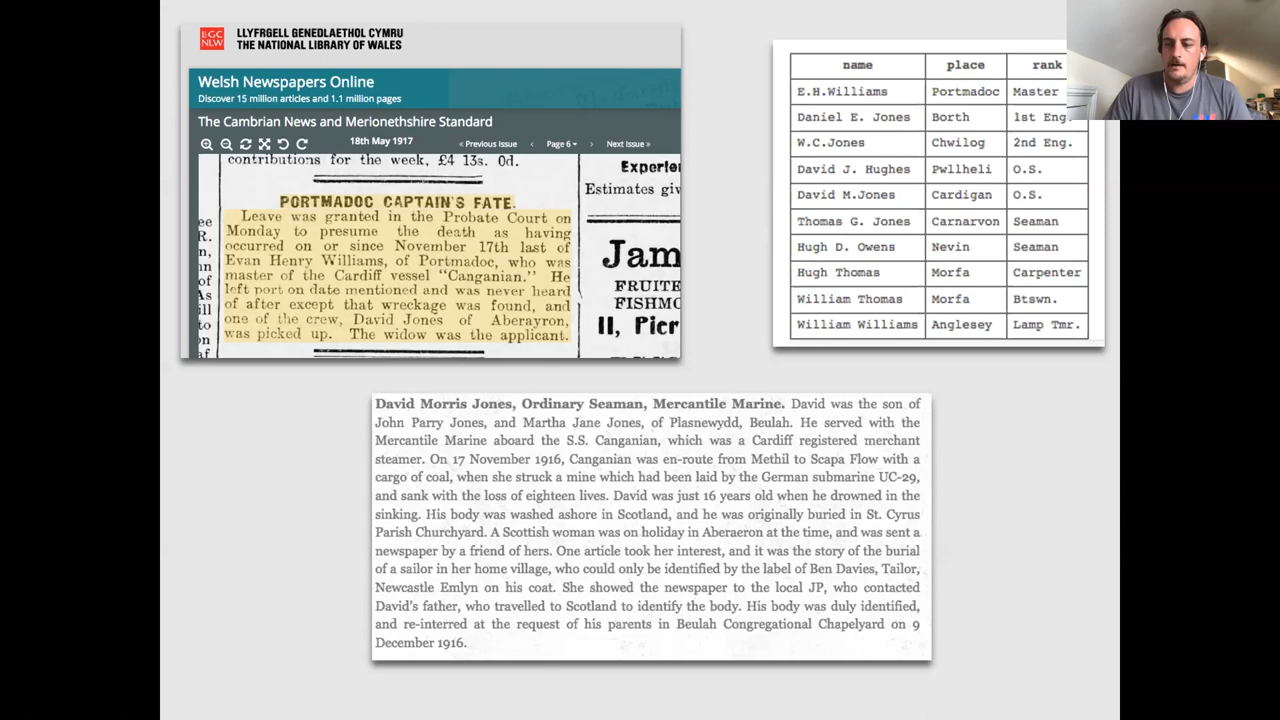 LLYFRGELL GENEDLAETHOL CYMRU
THE NATIONAL LIBRARY OF WALES
LlGC
NLW
Welsh Newspapers Online
Discover 15 million articles and 1.1 million pages
The Cambrian News and Merionethshire Standard
18th May 1917
« Previous Issue ‹ Page 6 › Next Issue »
contributions for the week, £4 13s. 0d.
PORTMADOC CAPTAIN'S FATE.
Leave was granted in the Probate Court on
Monday to presume the death as having
occurred on or since November 17th last of
Evan Henry Williams, of Portmadoc, who was
master of the Cardiff vessel "Canganian." He
left port on date mentioned and was never heard
of after except that wreckage was found, and
one of the crew, David Jones of Aberayron,
was picked up. The widow was the applicant.
Experie
Estimates giv
Jam
FRUITE
FISHMO
11, Pier
name place rank
E.H.Williams Portmadoc Master
Daniel E. Jones Borth 1st Eng.
W.C.Jones Chwilog 2nd Eng.
David J. Hughes Pwllheli O.S.
David M.Jones Cardigan O.S.
Thomas G. Jones Carnarvon Seaman
Hugh D. Owens Nevin Seaman
Hugh Thomas Morfa Carpenter
William Thomas Morfa Btswn.
William Williams Anglesey Lamp Tmr.
David Morris Jones, Ordinary Seaman, Mercantile Marine. David was the son of
John Parry Jones, and Martha Jane Jones, of Plasnewydd, Beulah. He served with the
Mercantile Marine aboard the S.S. Canganian, which was a Cardiff registered merchant
steamer. On 17 November 1916, Canganian was en-route from Methil to Scapa Flow with a
cargo of coal, when she struck a mine which had been laid by the German submarine UC-29,
and sank with the loss of eighteen lives. David was just 16 years old when he drowned in the
sinking. His body was washed ashore in Scotland, and he was originally buried in St. Cyrus
Parish Churchyard. A Scottish woman was on holiday in Aberaeron at the time, and was sent a
newspaper by a friend of hers. One article took her interest, and it was the story of the burial
of a sailor in her home village, who could only be identified by the label of Ben Davies, Tailor,
Newcastle Emlyn on his coat. She showed the newspaper to the local JP, who contacted
David's father, who travelled to Scotland to identify the body. His body was duly identified,
and re-interred at the request of his parents in Beulah Congregational Chapelyard on 9
December 1916.